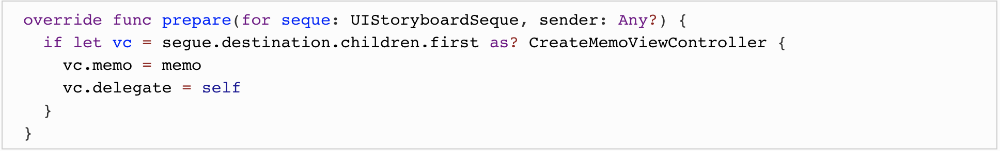 override func prepare(for seque: UIStoryboardSeque, sender: Any?) {
  if let vc = segue.destination.children.first as? CreateMemoViewController {
    vc.memo = memo
    vc.delegate = self
  }
}